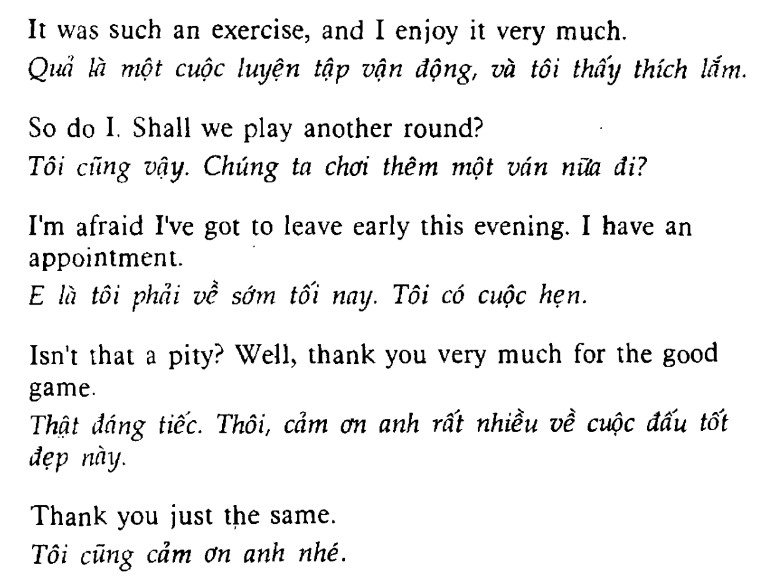 It was such an exercise, and I enjoy it very much.
Quả là một cuộc luyện tập vận động, và tôi thấy thích lắm.
So do I. Shall we play another round?
Tôi cũng vậy. Chúng ta chơi thêm một ván nữa đi?
I'm afraid I've got to leave early this evening. I have an
appointment.
E là tôi phải về sớm tối nay. Tôi có cuộc hẹn.
Isn't that a pity? Well, thank you very much for the good
game.
Thật đáng tiếc. Thôi, cảm ơn anh rất nhiều về cuộc đấu tốt
đẹp này.
Thank you just the same.
Tôi cũng cảm ơn anh nhé.